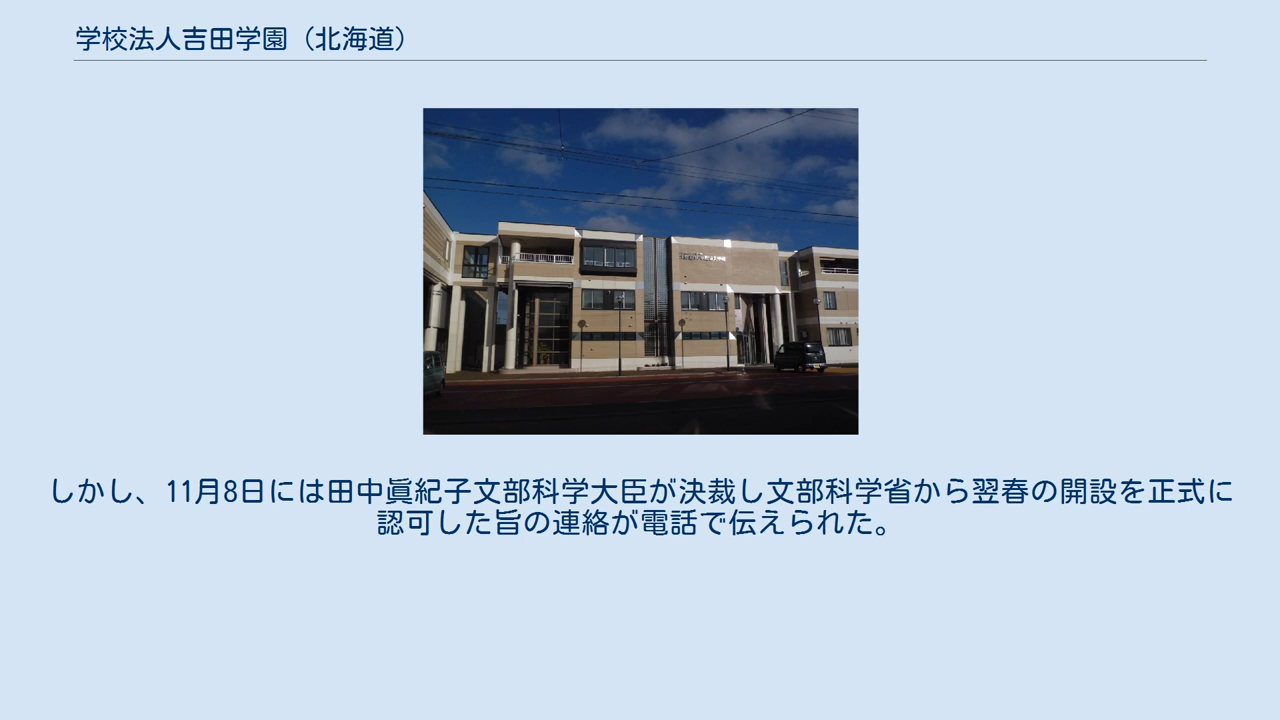 学校法人吉田学園（北海道）
しかし、11月8日には田中眞紀子文部科学大臣が決裁し文部科学省から翌春の開設を正式に
認可した旨の連絡が電話で伝えられた。